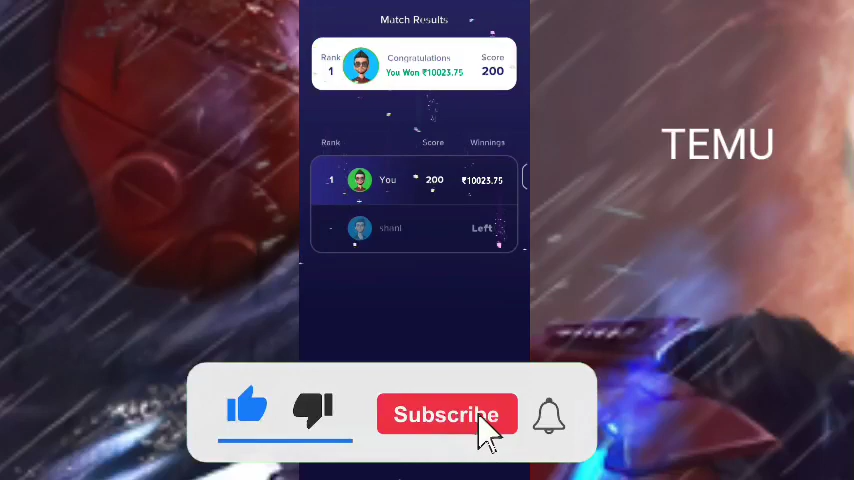 Match Results
Rank Congratulations Score
1 You Won ₹10023.75 200
TEMU
Rank Score Winnings
1 You 200 ₹10023.75
- shani Left
Subscribe